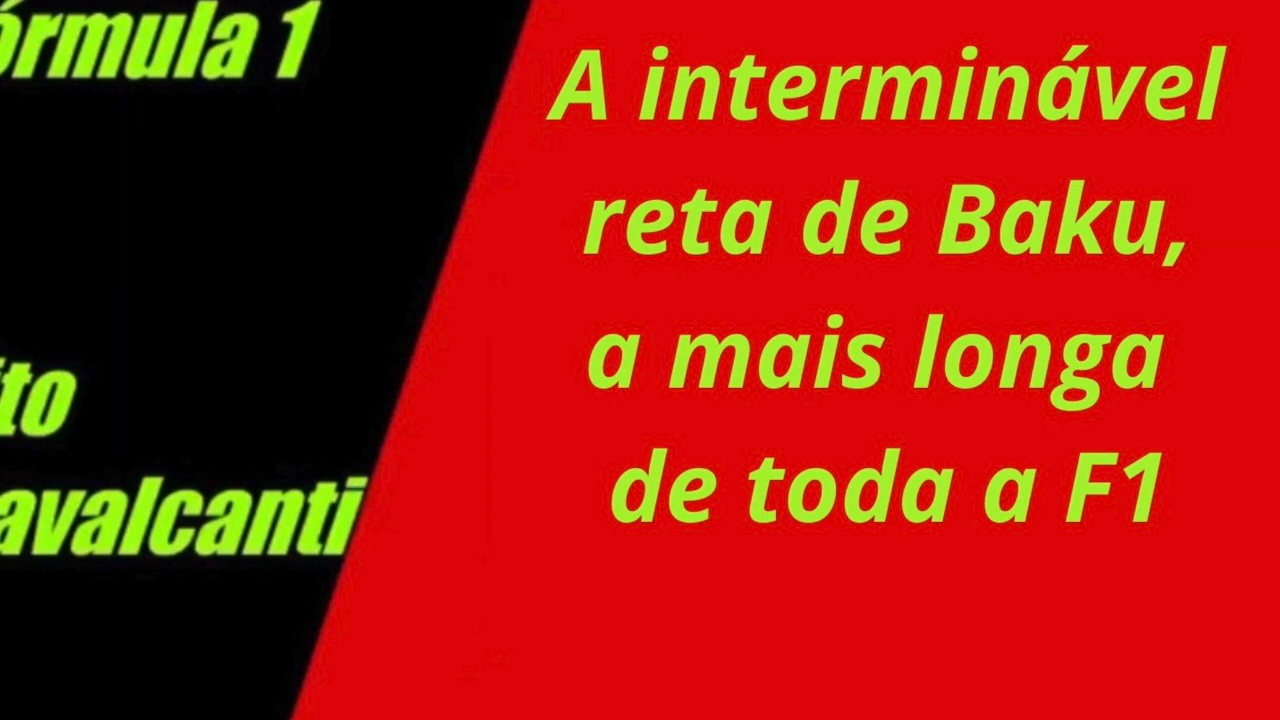 órmula 1
ito
avalcanti
A interminável
reta de Baku,
a mais longa
de toda a F1